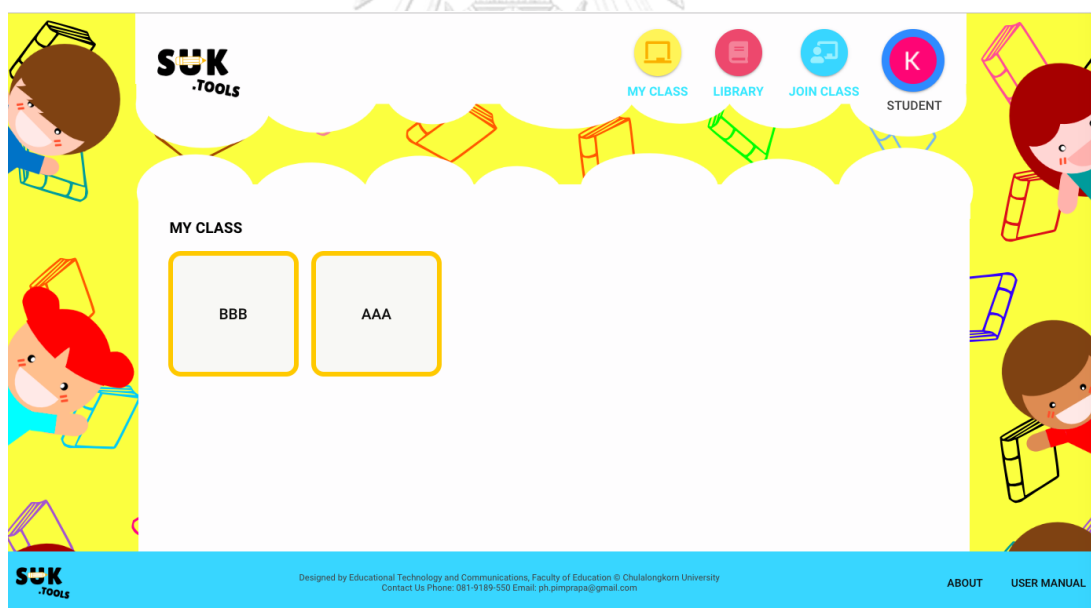 SUK
.TOOLS
MY CLASS
LIBRARY
JOIN CLASS
K
STUDENT
MY CLASS
BBB
AAA
SUK
.TOOLS
Designed by Educational Technology and Communications, Faculty of Education © Chulalongkorn University
Contact Us Phone: 081-9189-550 Email: ph.pimprapa@gmail.com
ABOUT
USER MANUAL